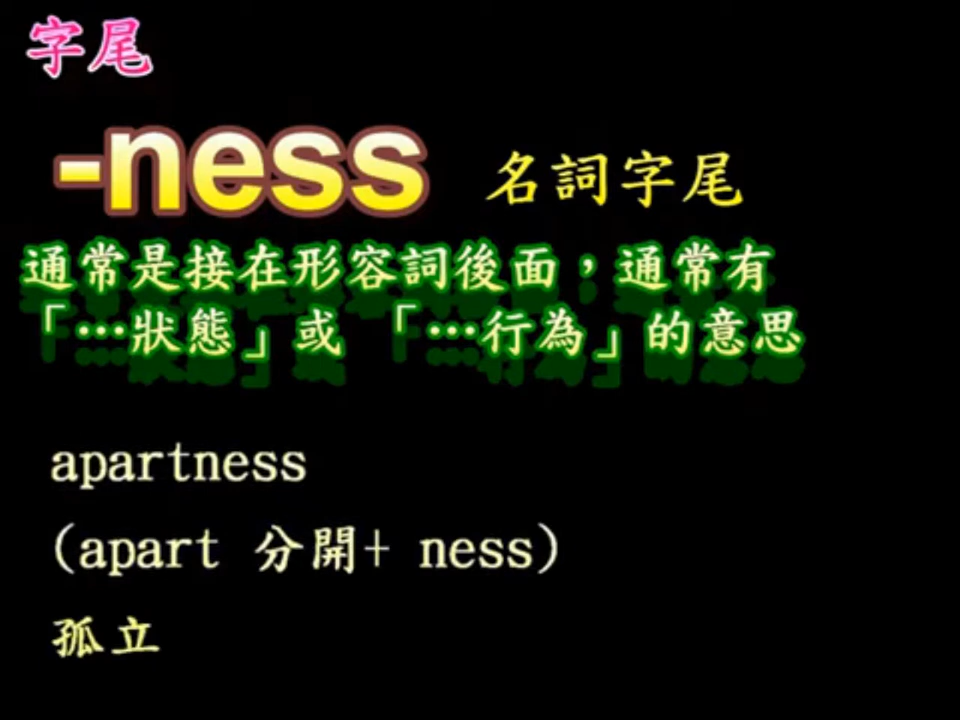 字尾
-ness 名詞字尾
通常是接在形容詞後面，通常有
「…狀態」或 「…行為」的意思
apartness
(apart 分開+ ness)
孤立